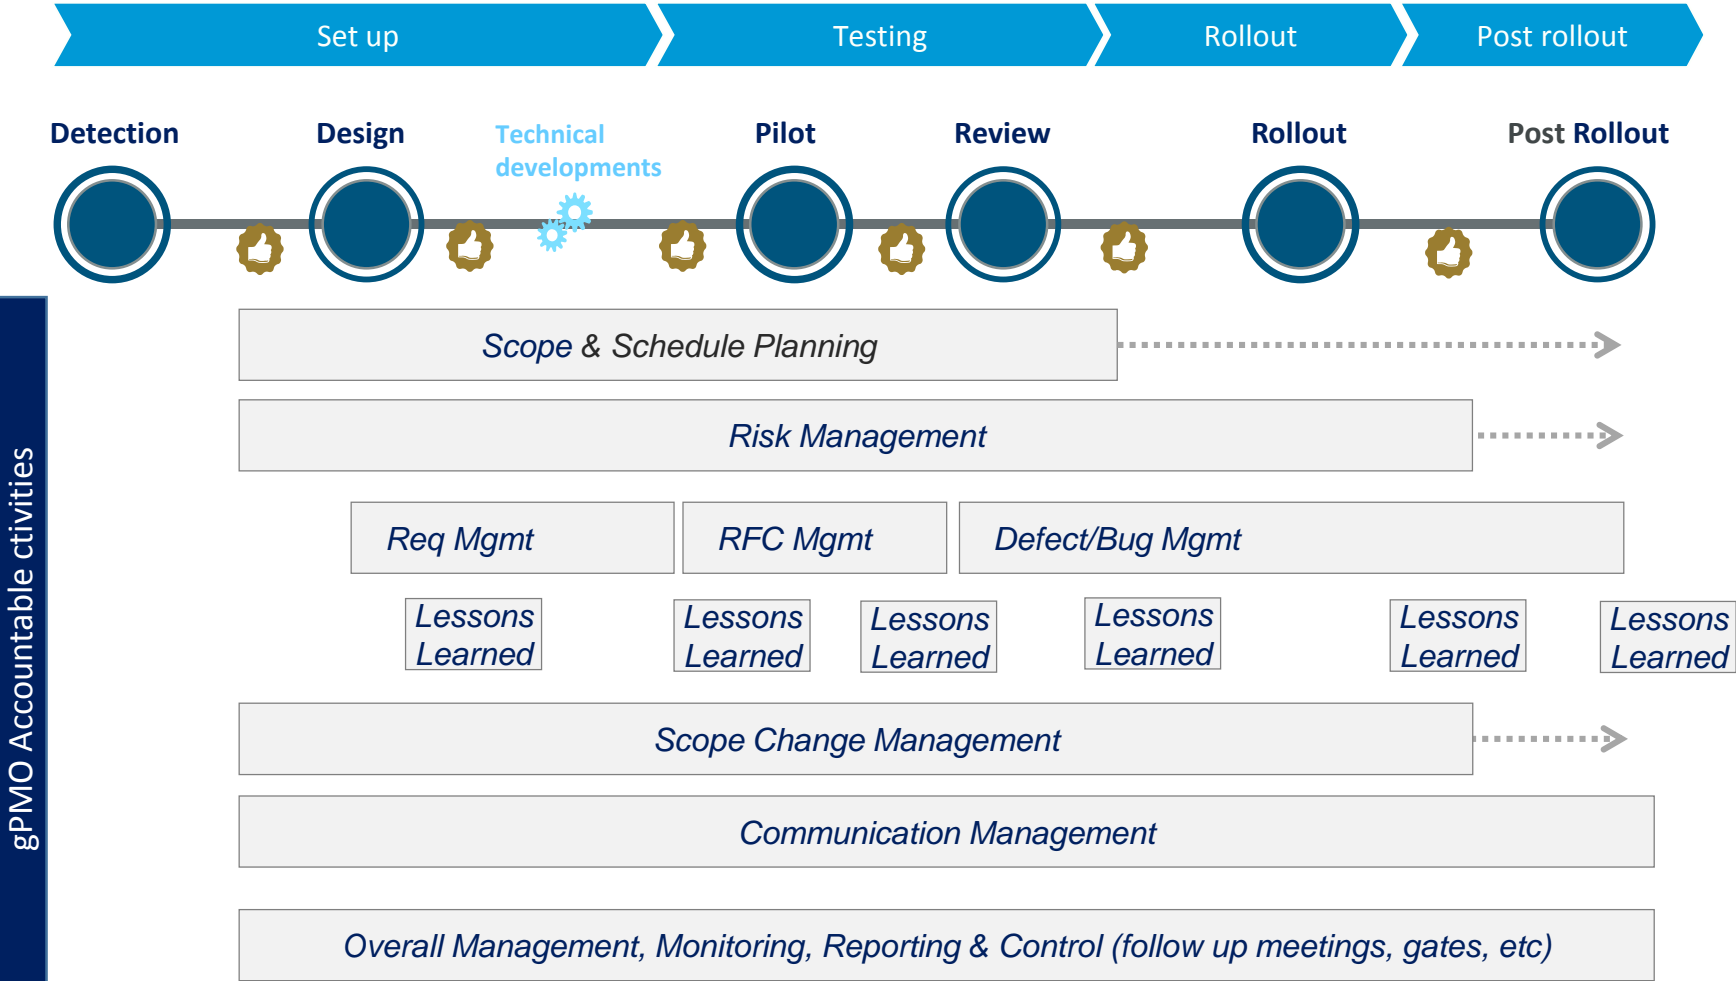 Set up
Testing
Rollout
Post rollout
Detection
Design
Technical
developments
Pilot
Review
Rollout
Post Rollout
gPMO Accountable ctivities
Scope & Schedule Planning
Risk Management
Req Mgmt
RFC Mgmt
Defect/Bug Mgmt
Lessons
Learned
Lessons
Learned
Lessons
Learned
Lessons
Learned
Lessons
Learned
Lessons
Learned
Scope Change Management
Communication Management
Overall Management, Monitoring, Reporting & Control (follow up meetings, gates, etc)